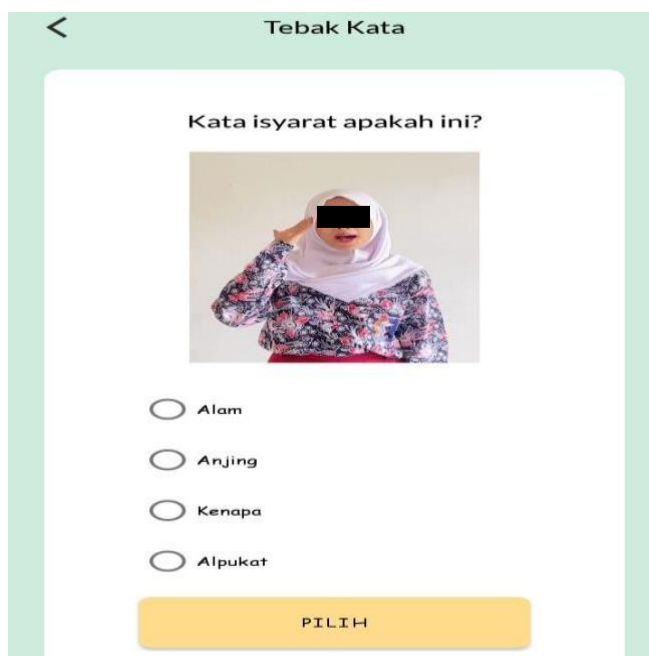 Tebak Kata
Kata isyarat apakah ini?
Alam
Anjing
Kenapa
Alpukat
PILIH